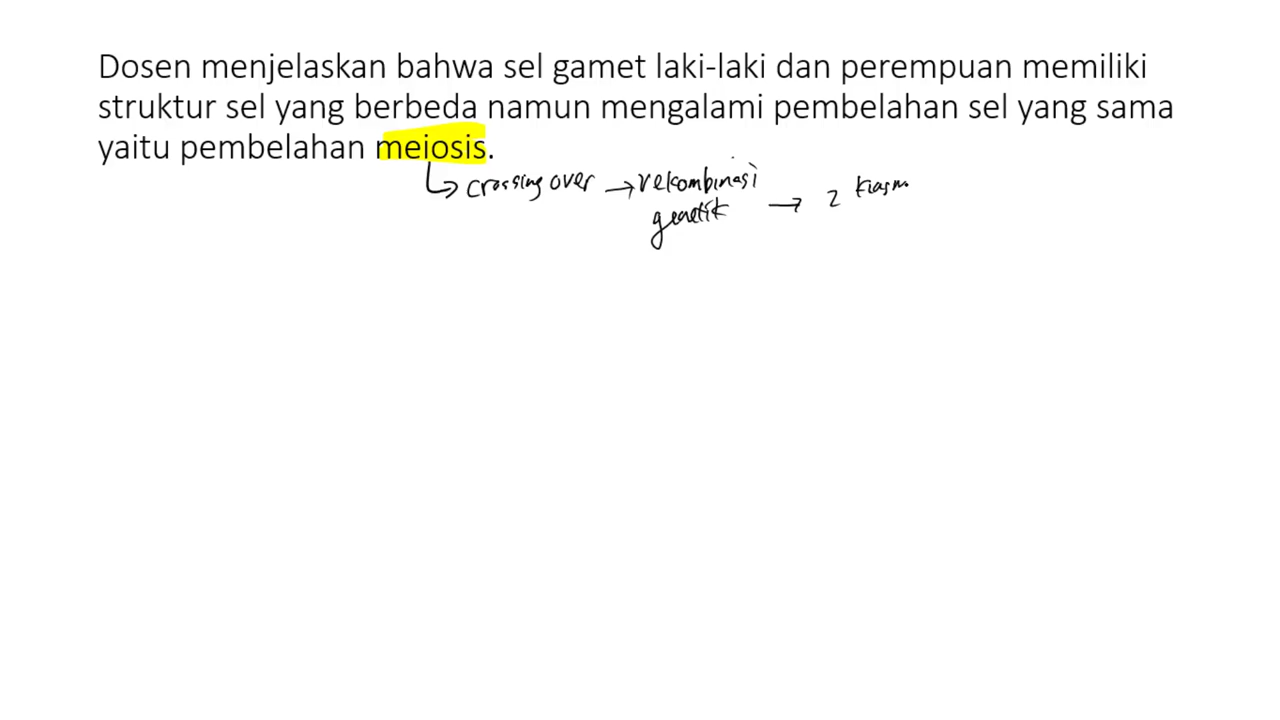 Dosen menjelaskan bahwa sel gamet laki-laki dan perempuan memiliki
struktur sel yang berbeda namun mengalami pembelahan sel yang sama
yaitu pembelahan meiosis.
↳ crossing over → rekombinasi → 2 kiasm
genetik